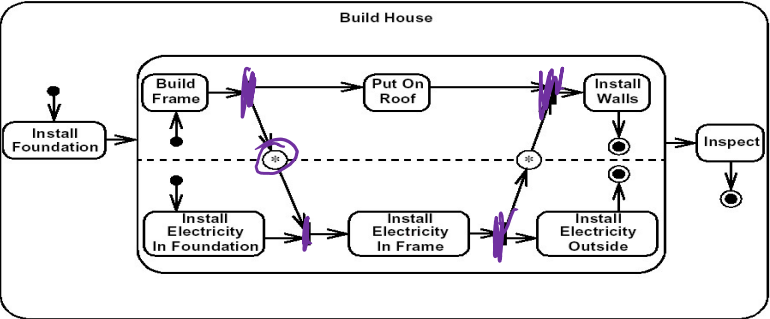 Build House
Build
Frame
Put On
Roof
Install
Walls
Install
Foundation
*
*
Inspect
Install
Electricity
In Foundation
Install
Electricity
In Frame
Install
Electricity
Outside